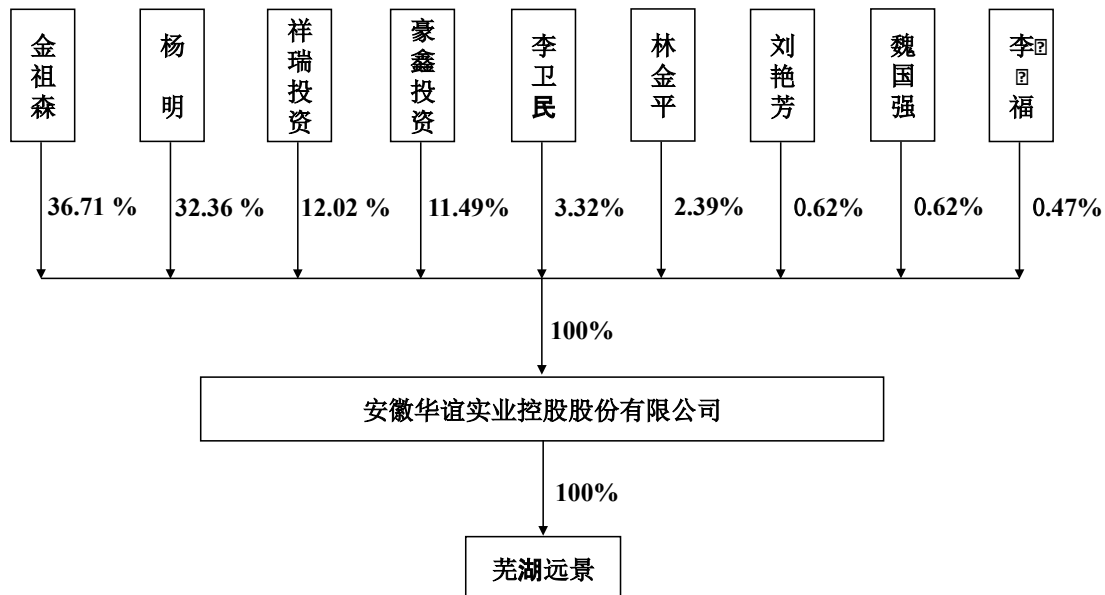 金祖森
杨明
祥瑞投资
豪鑫投资
李卫民
林金平
刘艳芳
魏国强
李福
36.71 %
32.36 %
12.02 %
11.49%
3.32%
2.39%
0.62%
0.62%
0.47%
100%
安徽华谊实业控股股份有限公司
100%
芜湖远景